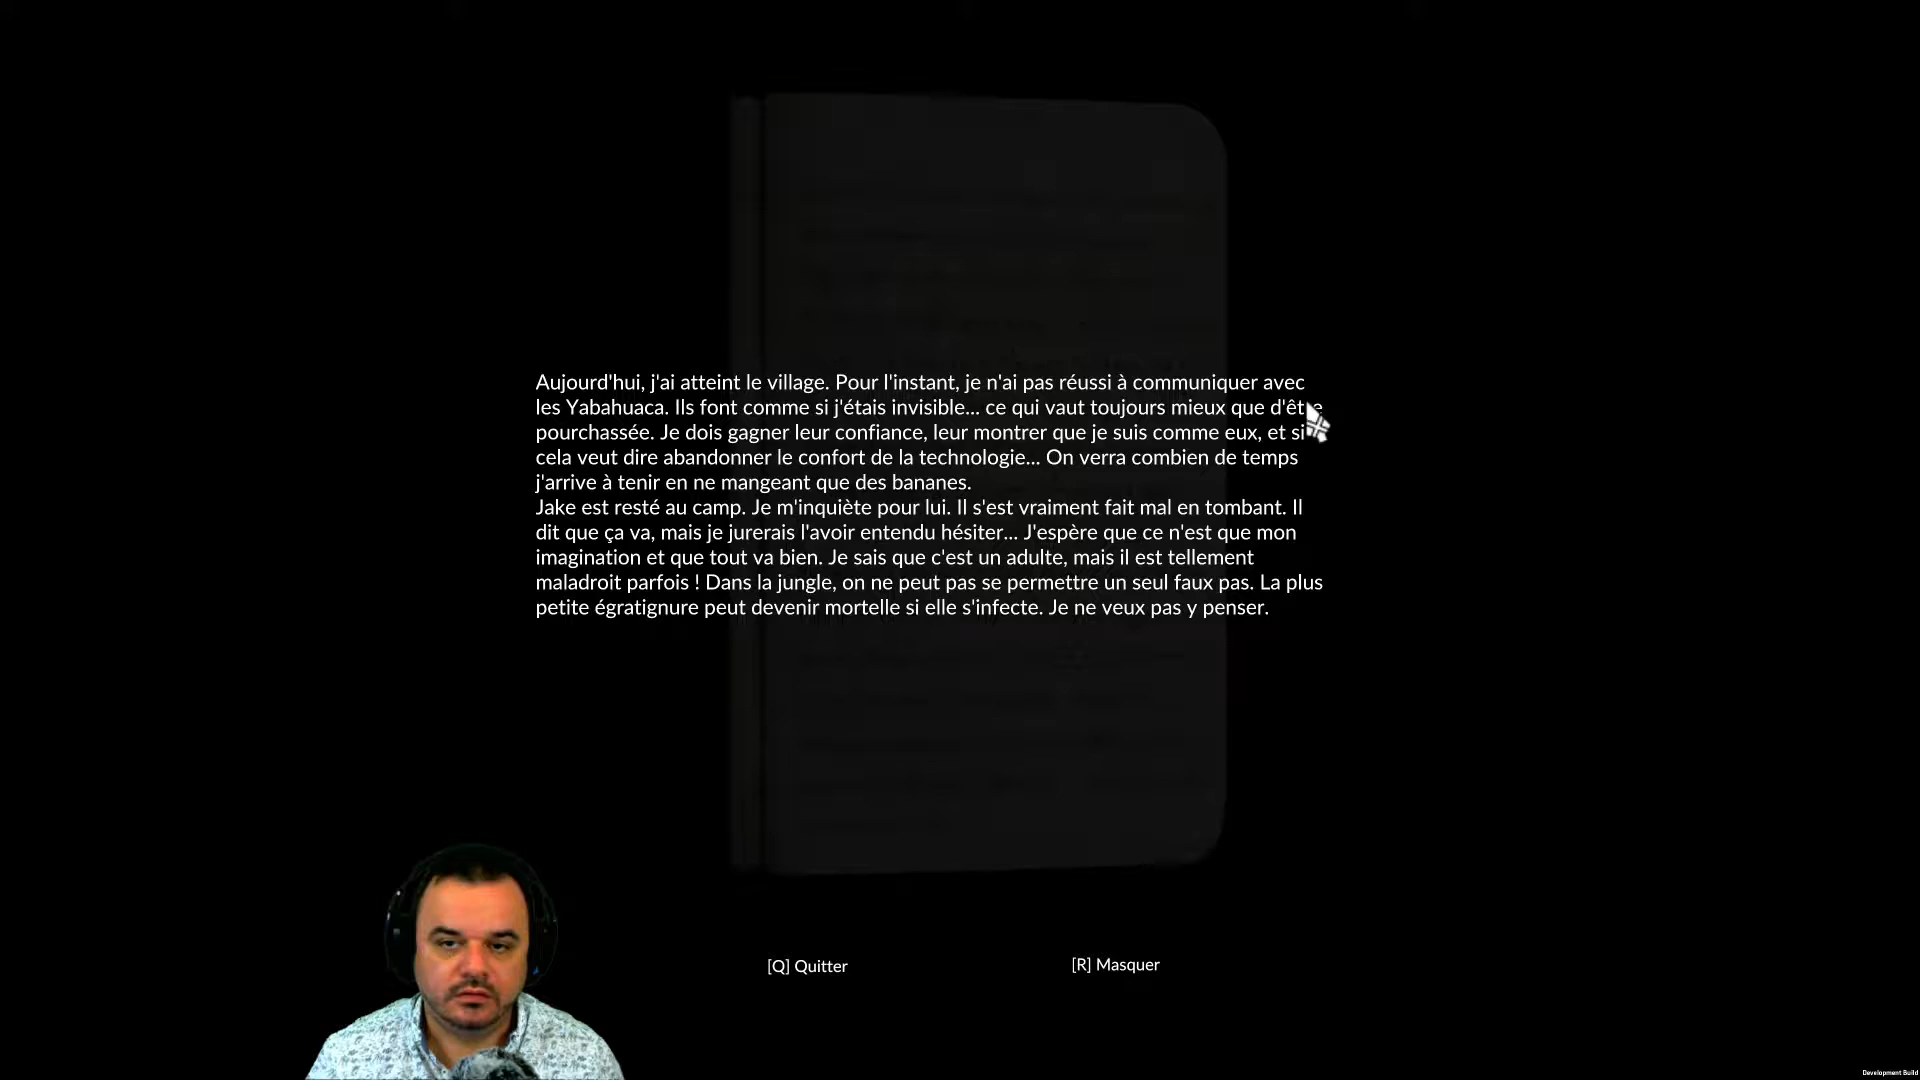 Aujourd'hui, j'ai atteint le village. Pour l'instant, je n'ai pas réussi à communiquer avec
les Yabahuaca. Ils font comme si j'étais invisible... ce qui vaut toujours mieux que d'être
pourchassée. Je dois gagner leur confiance, leur montrer que je suis comme eux, et si
cela veut dire abandonner le confort de la technologie... On verra combien de temps
j'arrive à tenir en ne mangeant que des bananes.
Jake est resté au camp. Je m'inquiète pour lui. Il s'est vraiment fait mal en tombant. Il
dit que ça va, mais je jurerais l'avoir entendu hésiter... J'espère que ce n'est que mon
imagination et que tout va bien. Je sais que c'est un adulte, mais il est tellement
maladroit parfois ! Dans la jungle, on ne peut pas se permettre un seul faux pas. La plus
petite égratignure peut devenir mortelle si elle s'infecte. Je ne veux pas y penser.
[Q] Quitter
[R] Masquer
Development Build